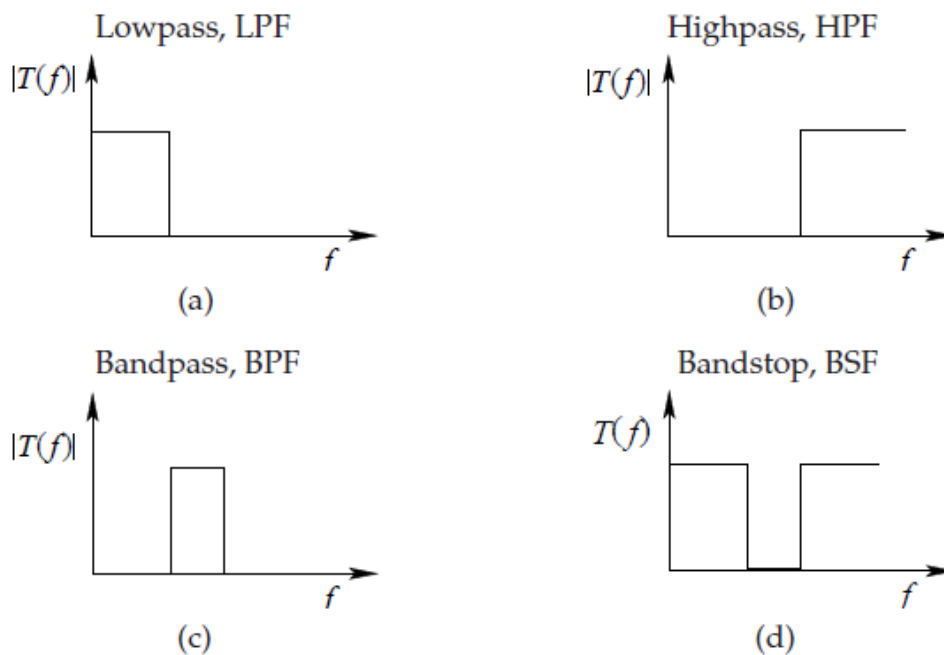 Lowpass, LPF
|T(f)|
f
(a)
Highpass, HPF
|T(f)|
f
(b)
Bandpass, BPF
|T(f)|
f
(c)
Bandstop, BSF
T(f)
f
(d)